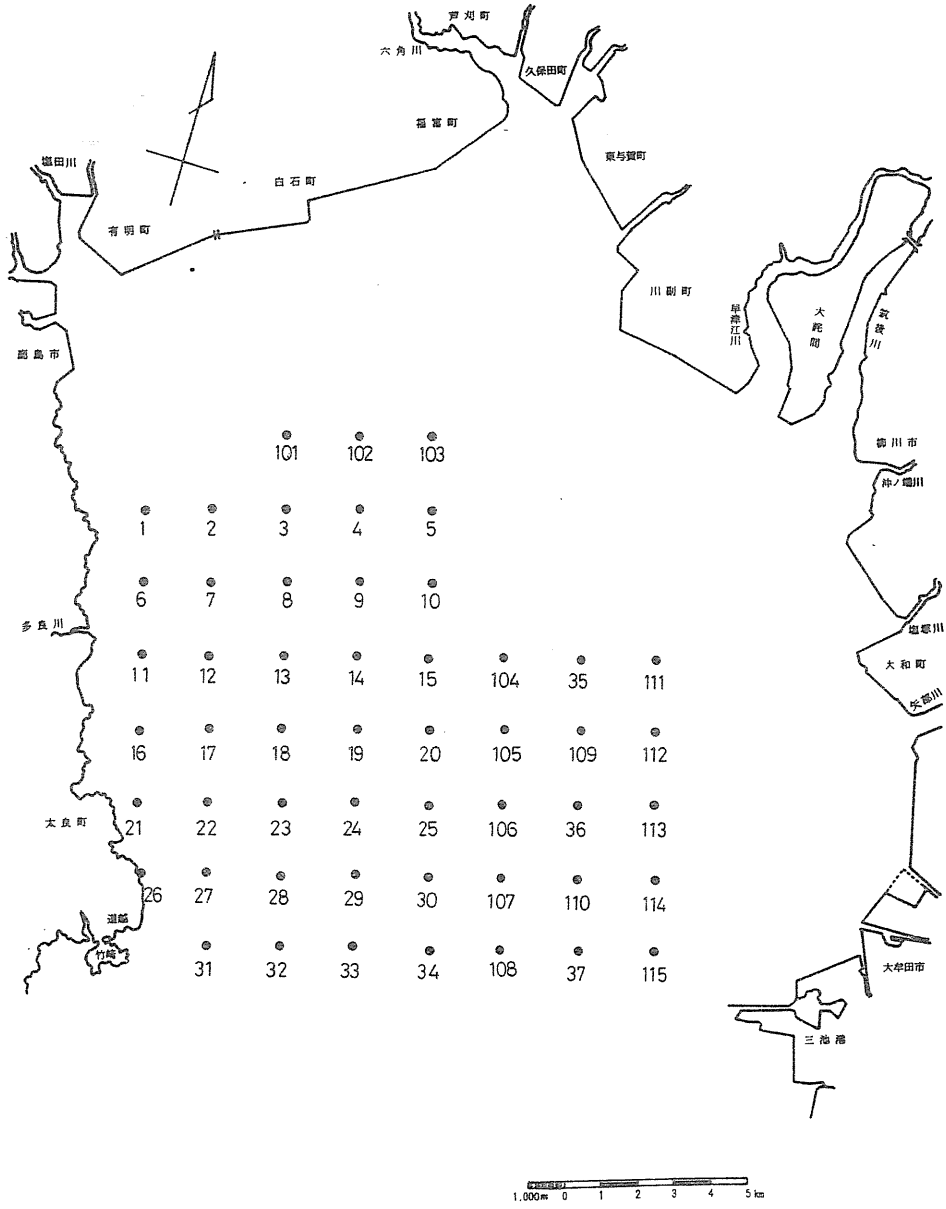 芦刈町
六角川
久保田町
福富町
東与賀町
塩田川
白石町
有明町
川副町
早津江川
大詫間
筑後川
鹿島市
柳川市
101 102 103
沖ノ端川
1 2 3 4 5
6 7 8 9 10
多良川
塩塚川
11 12 13 14 15 104 35 111
大和町
矢部川
16 17 18 19 20 105 109 112
太良町
21 22 23 24 25 106 36 113
26 27 28 29 30 107 110 114
道越
竹崎
31 32 33 34 108 37 115
大牟田市
三池港
1.000m 0 1 2 3 4 5km